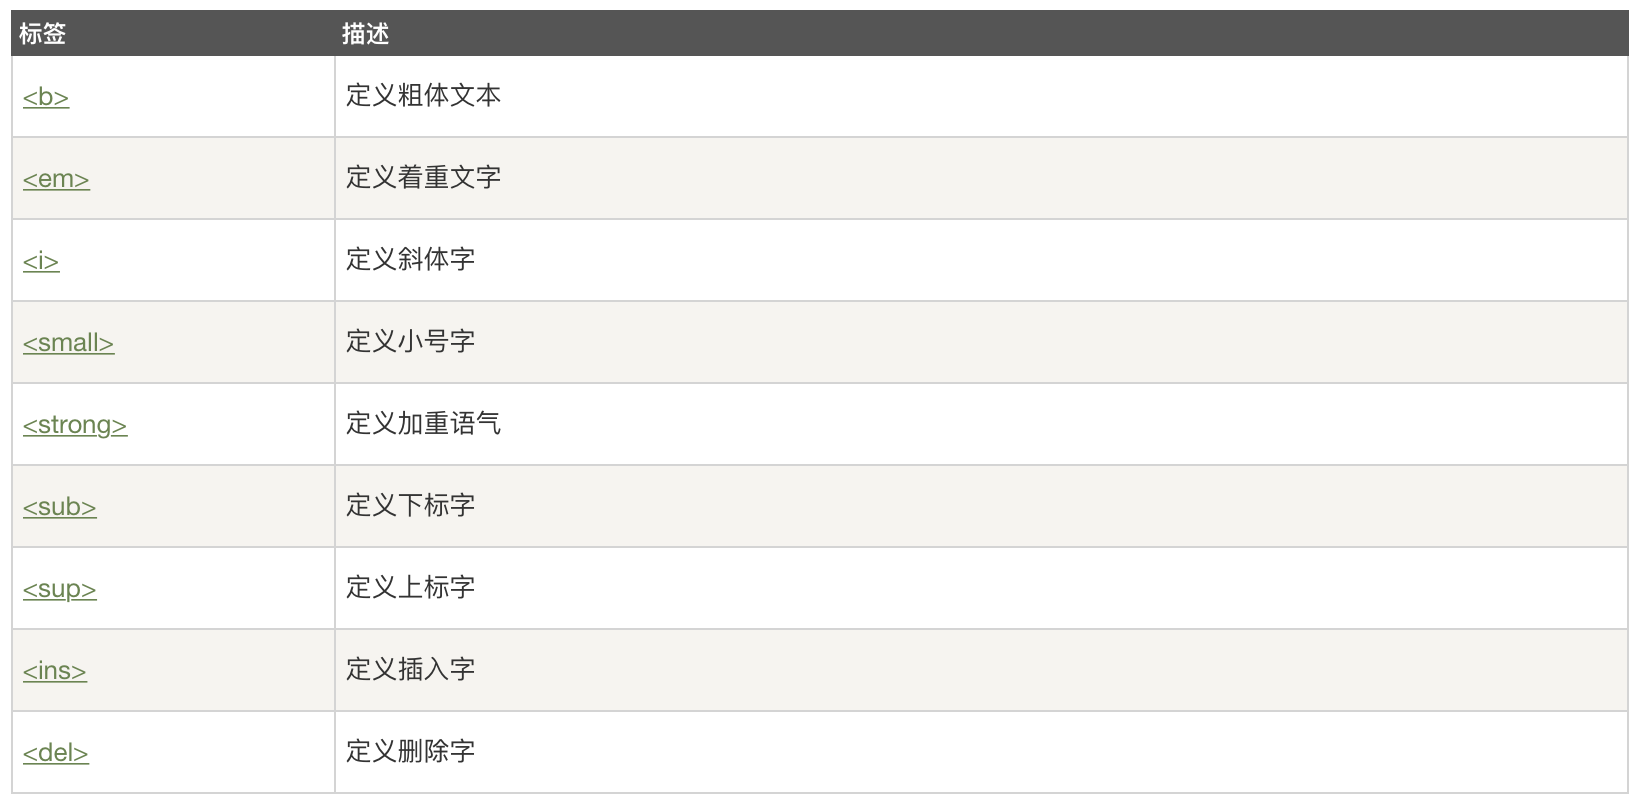 标签 描述
<b> 定义粗体文本
<em> 定义着重文字
<i> 定义斜体字
<small> 定义小号字
<strong> 定义加重语气
<sub> 定义下标字
<sup> 定义上标字
<ins> 定义插入字
<del> 定义删除字